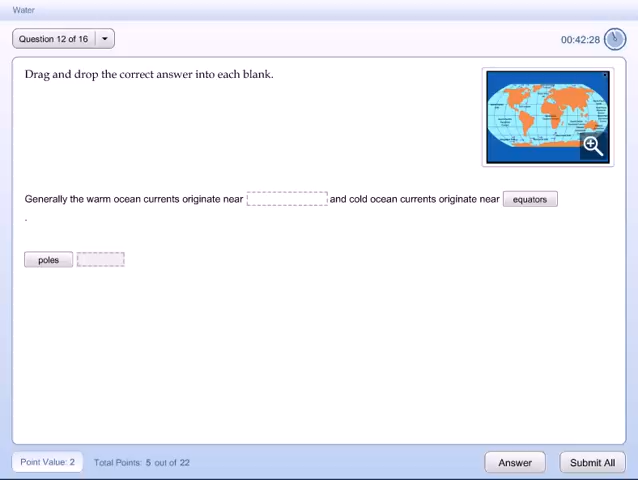 Water
Question 12 of 16
00:42:28
Drag and drop the correct answer into each blank.
Generally the warm ocean currents originate near and cold ocean currents originate near equators
.
poles
Point Value: 2 Total Points: 5 out of 22 Answer Submit All